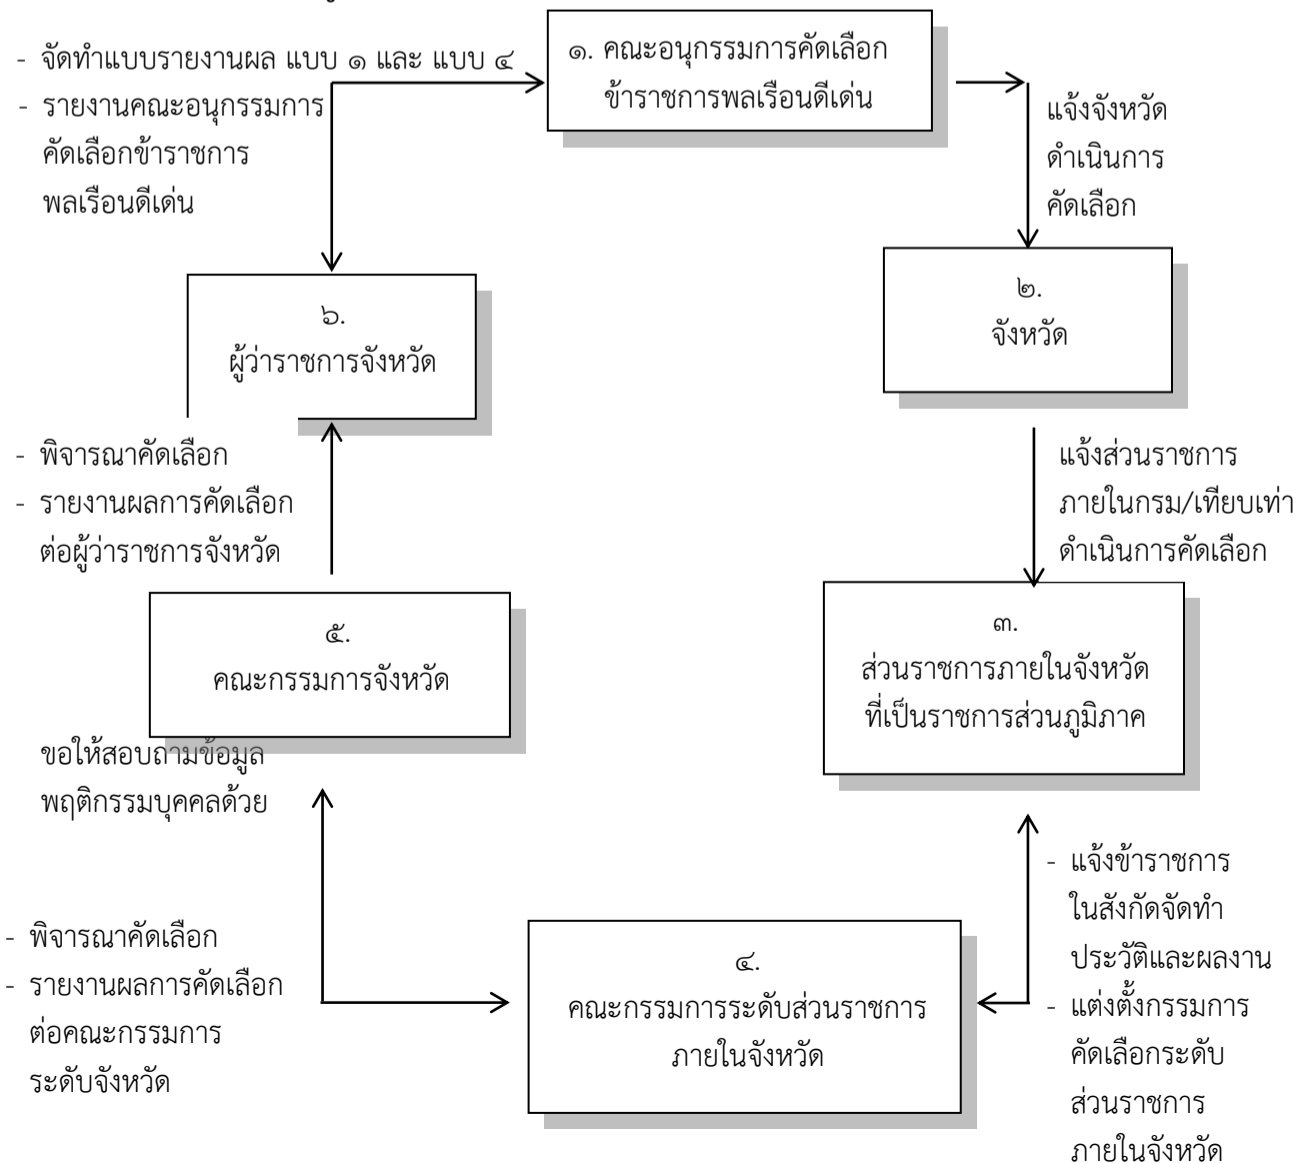 - จัดทำแบบรายงานผล แบบ ๑ และ แบบ ๔
- รายงานคณะอนุกรรมการ
คัดเลือกข้าราชการ
พลเรือนดีเด่น
๑. คณะอนุกรรมการคัดเลือก
ข้าราชการพลเรือนดีเด่น
แจ้งจังหวัด
ดำเนินการ
คัดเลือก
๒.
จังหวัด
แจ้งส่วนราชการ
ภายในกรม/เทียบเท่า
ดำเนินการคัดเลือก
๓.
ส่วนราชการภายในจังหวัด
ที่เป็นราชการส่วนภูมิภาค
- แจ้งข้าราชการ
ในสังกัดจัดทำ
ประวัติและผลงาน
- แต่งตั้งกรรมการ
คัดเลือกระดับ
ส่วนราชการ
ภายในจังหวัด
๔.
คณะกรรมการระดับส่วนราชการ
ภายในจังหวัด
- พิจารณาคัดเลือก
- รายงานผลการคัดเลือก
ต่อคณะกรรมการ
ระดับจังหวัด
ขอให้สอบถามข้อมูล
พฤติกรรมบุคคลด้วย
๕.
คณะกรรมการจังหวัด
- พิจารณาคัดเลือก
- รายงานผลการคัดเลือก
ต่อผู้ว่าราชการจังหวัด
๖.
ผู้ว่าราชการจังหวัด